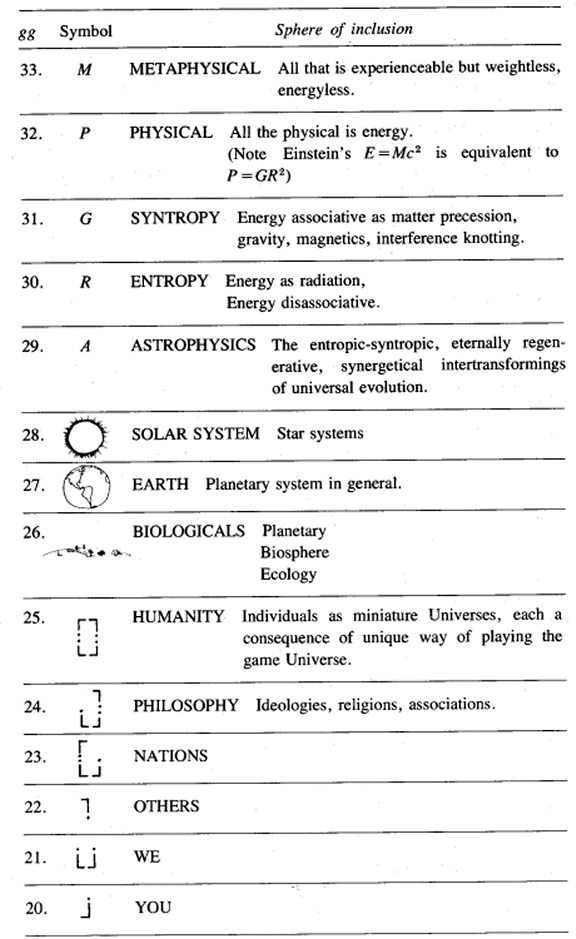 gg Symbol Sphere of inclusion
33. M METAPHYSICAL All that is experienceable but weightless,
energyless.
32. P PHYSICAL All the physical is energy.
(Note Einstein's E=Mc² is equivalent to
P=GR²)
31. G SYNTROPY Energy associative as matter precession,
gravity, magnetics, interference knotting.
30. R ENTROPY Energy as radiation,
Energy disassociative.
29. A ASTROPHYSICS The entropic-syntropic, eternally regen-
erative, synergetical intertransformings
of universal evolution.
28. SOLAR SYSTEM Star systems
27. EARTH Planetary system in general.
26. BIOLOGICALS Planetary
Biosphere
Ecology
25. HUMANITY Individuals as miniature Universes, each a
consequence of unique way of playing the
game Universe.
24. PHILOSOPHY Ideologies, religions, associations.
23. NATIONS
22. OTHERS
21. WE
20. YOU